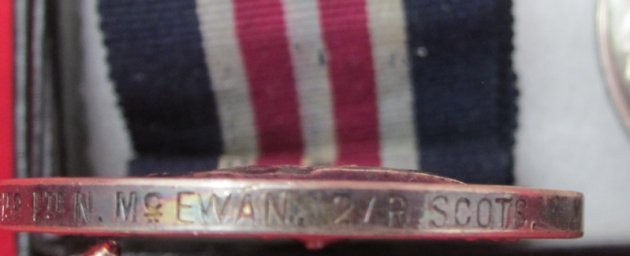 N. McEWAN. 2/R. SCOTS.